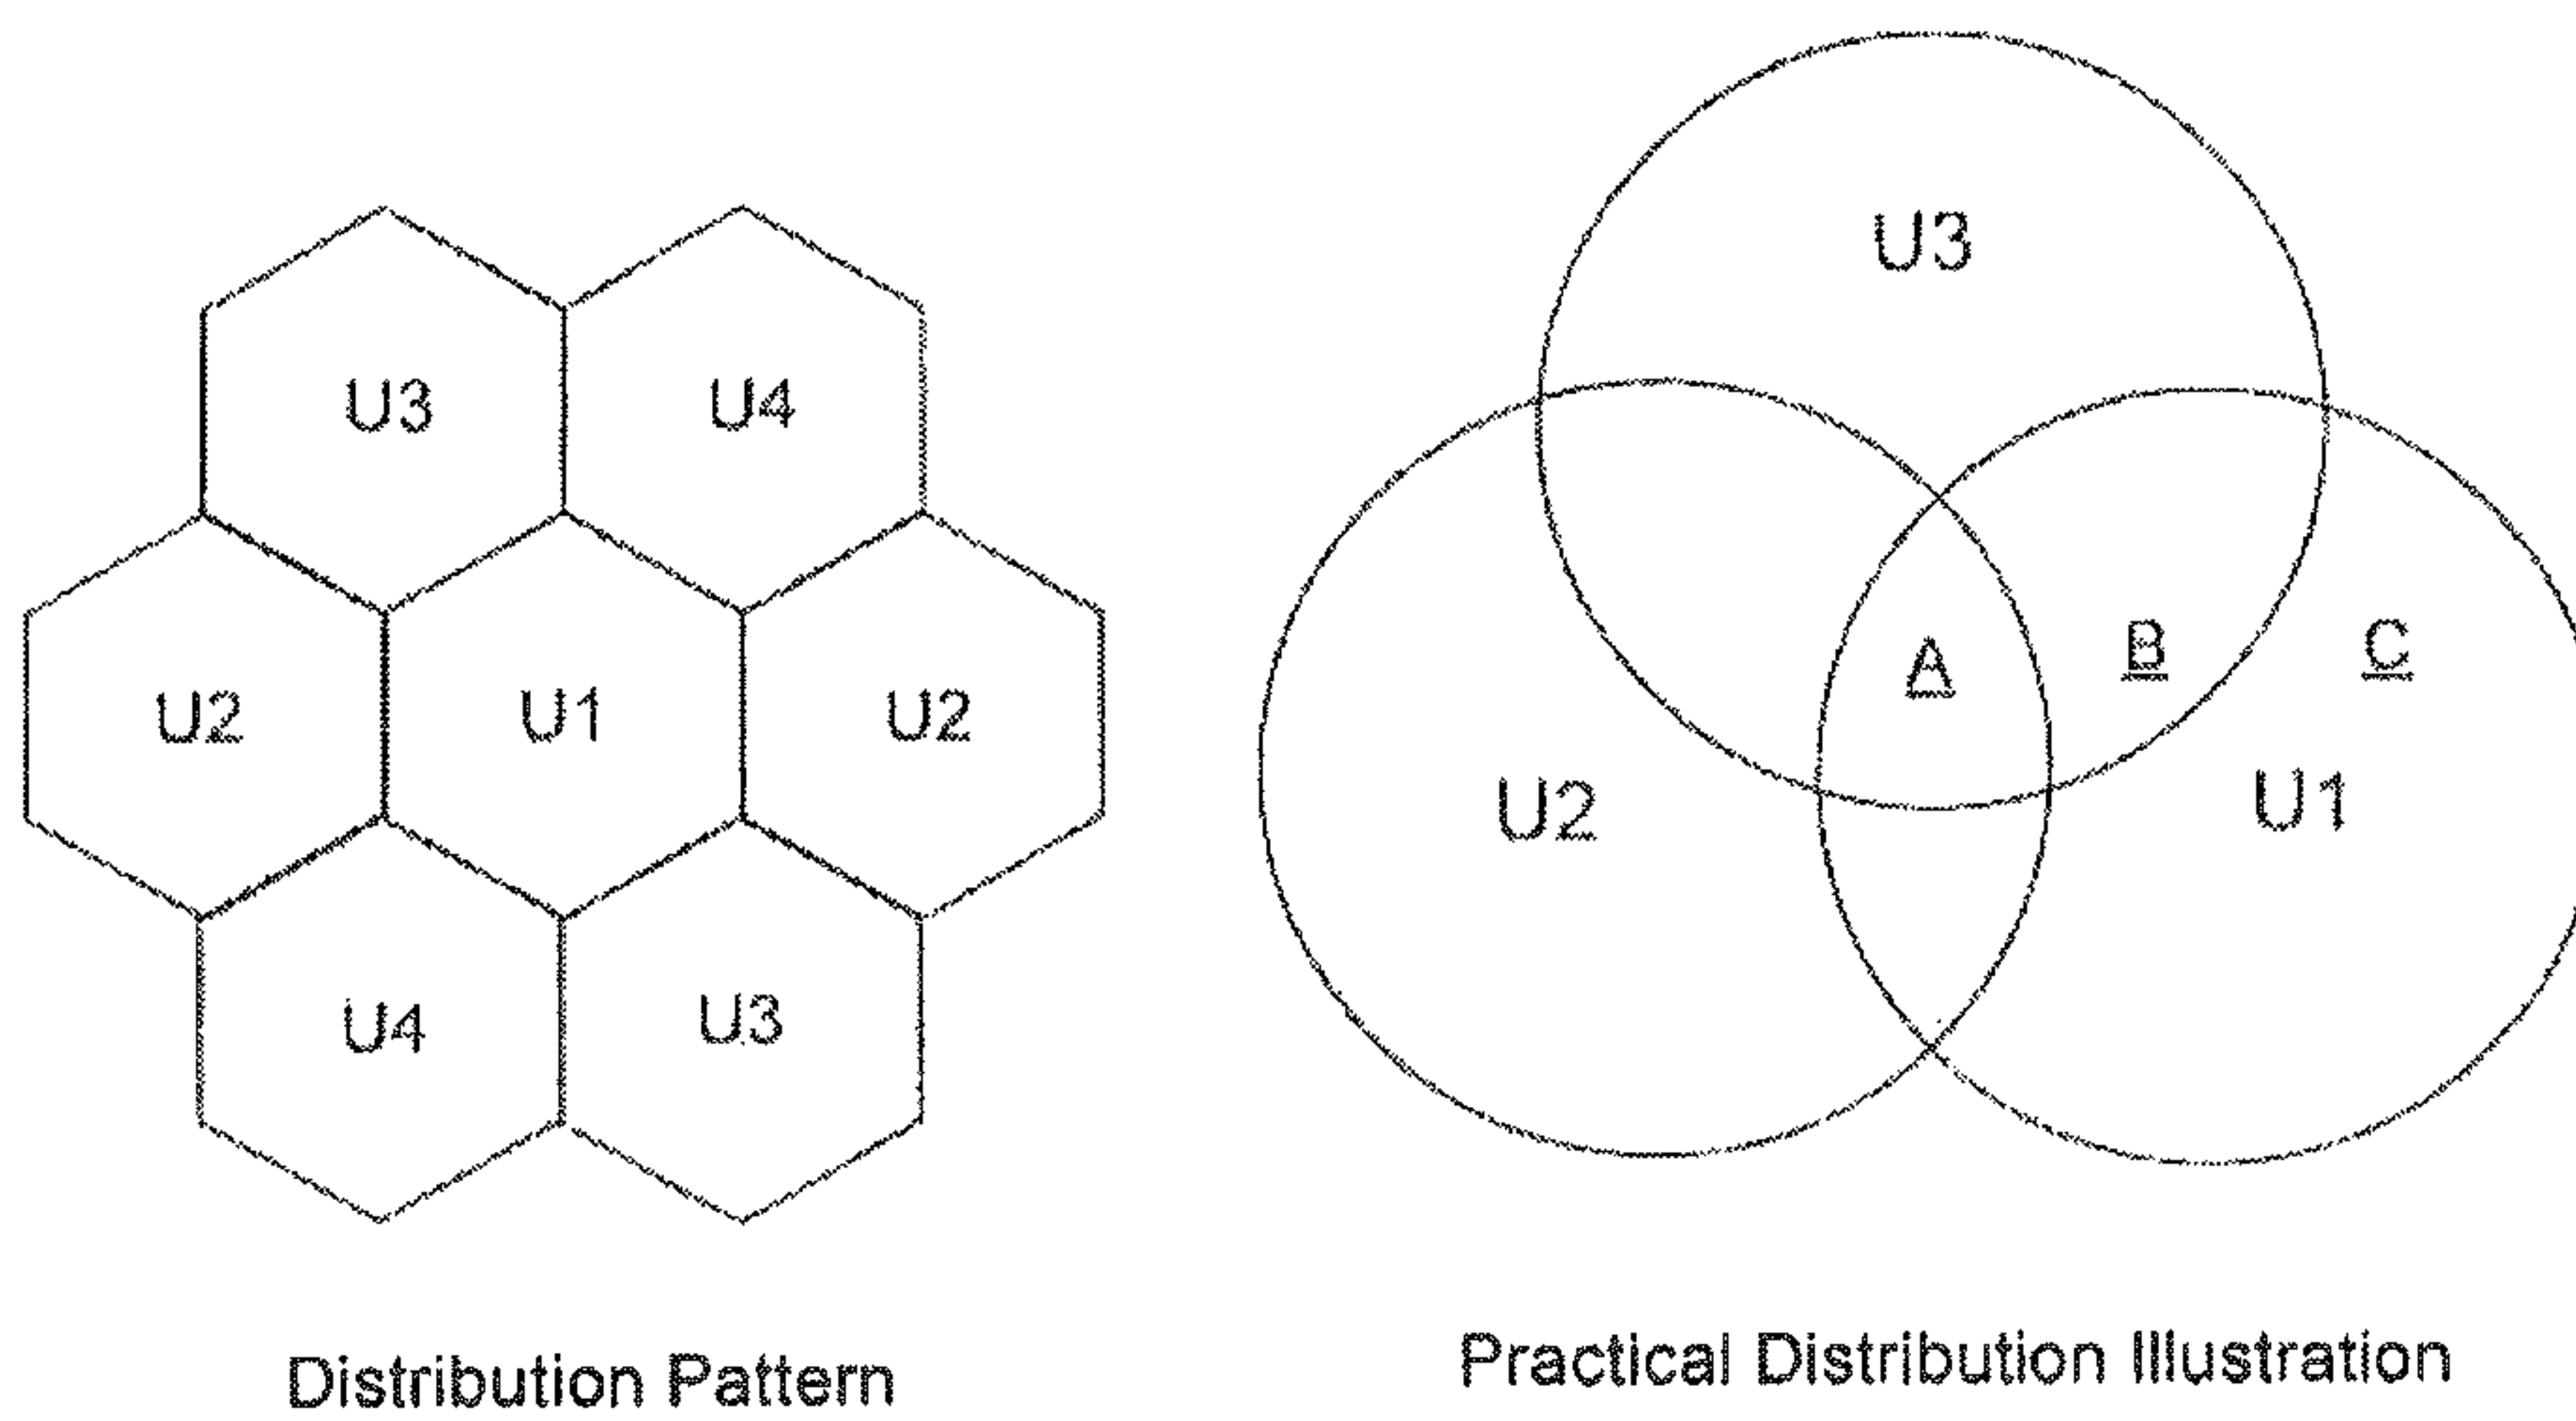 U3 U4
U2 U1 U2
U4 U3
Distribution Pattern
U3
A B C
U2 U1
Practical Distribution Illustration